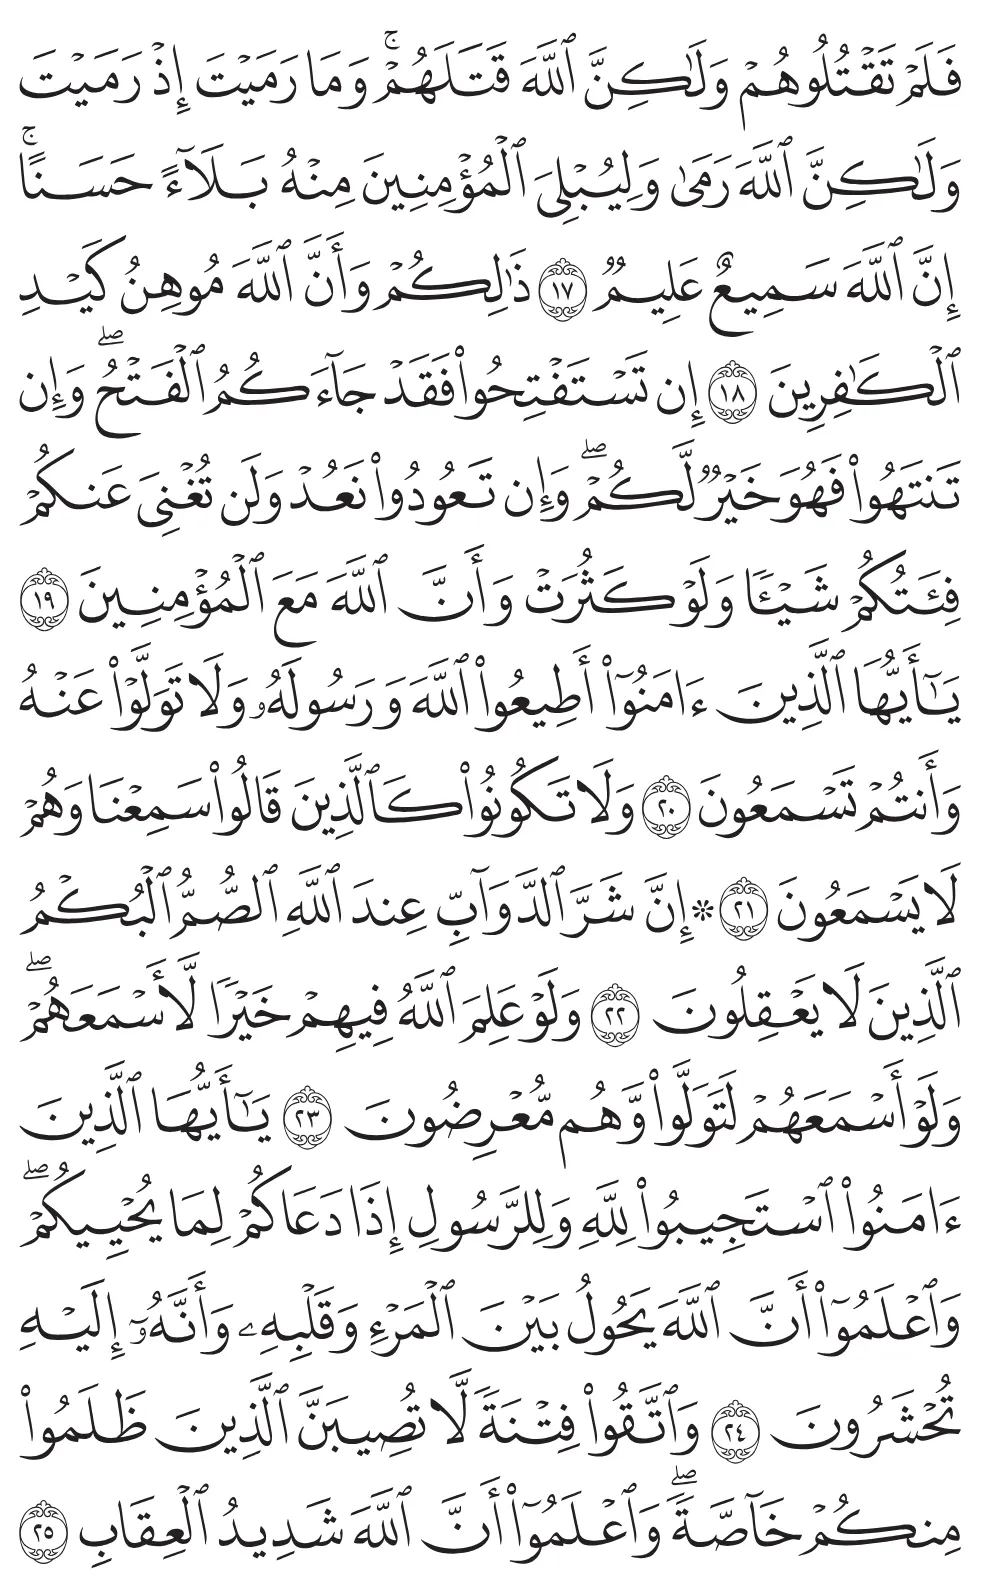 فَلَمْ تَقْتُلُوهُمْ وَلَٰكِنَّ ٱللَّهَ قَتَلَهُمْ ۚ وَمَا رَمَيْتَ إِذْ رَمَيْتَ
وَلَٰكِنَّ ٱللَّهَ رَمَىٰ وَلِيُبْلِىَ ٱلْمُؤْمِنِينَ مِنْهُ بَلَآءً حَسَنًا ۚ
إِنَّ ٱللَّهَ سَمِيعٌ عَلِيمٌ ١٧ ذَٰلِكُمْ وَأَنَّ ٱللَّهَ مُوهِنُ كَيْدِ
ٱلْكَٰفِرِينَ ١٨ إِن تَسْتَفْتِحُوا۟ فَقَدْ جَآءَكُمُ ٱلْفَتْحُ ۖ وَإِن
تَنتَهُوا۟ فَهُوَ خَيْرٌ لَّكُمْ ۖ وَإِن تَعُودُوا۟ نَعُدْ وَلَن تُغْنِىَ عَنكُمْ
فِئَتُكُمْ شَيْـًٔا وَلَوْ كَثُرَتْ وَأَنَّ ٱللَّهَ مَعَ ٱلْمُؤْمِنِينَ ١٩
يَٰٓأَيُّهَا ٱلَّذِينَ ءَامَنُوٓا۟ أَطِيعُوا۟ ٱللَّهَ وَرَسُولَهُۥ وَلَا تَوَلَّوْا۟ عَنْهُ
وَأَنتُمْ تَسْمَعُونَ ٢٠ وَلَا تَكُونُوا۟ كَٱلَّذِينَ قَالُوا۟ سَمِعْنَا وَهُمْ
لَا يَسْمَعُونَ ٢١ * إِنَّ شَرَّ ٱلدَّوَآبِّ عِندَ ٱللَّهِ ٱلصُّمُّ ٱلْبُكْمُ
ٱلَّذِينَ لَا يَعْقِلُونَ ٢٢ وَلَوْ عَلِمَ ٱللَّهُ فِيهِمْ خَيْرًا لَّأَسْمَعَهُمْ ۖ
وَلَوْ أَسْمَعَهُمْ لَتَوَلَّوا۟ وَّهُم مُّعْرِضُونَ ٢٣ يَٰٓأَيُّهَا ٱلَّذِينَ
ءَامَنُوا۟ ٱسْتَجِيبُوا۟ لِلَّهِ وَلِلرَّسُولِ إِذَا دَعَاكُمْ لِمَا يُحْيِيكُمْ ۖ
وَٱعْلَمُوٓا۟ أَنَّ ٱللَّهَ يَحُولُ بَيْنَ ٱلْمَرْءِ وَقَلْبِهِۦ وَأَنَّهُۥٓ إِلَيْهِ
تُحْشَرُونَ ٢٤ وَٱتَّقُوا۟ فِتْنَةً لَّا تُصِيبَنَّ ٱلَّذِينَ ظَلَمُوا۟
مِنكُمْ خَآصَّةً ۖ وَٱعْلَمُوٓا۟ أَنَّ ٱللَّهَ شَدِيدُ ٱلْعِقَابِ ٢٥